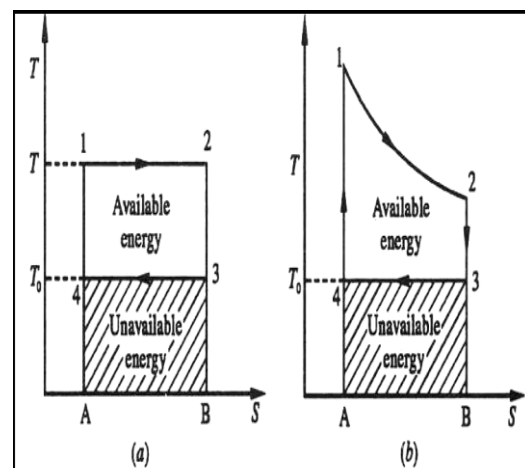 T
1
2
T
Available
energy
T₀
4
3
Unavailable
energy
A
B
S
(a)
1
T
2
Available
energy
T₀
4
3
Unavailable
energy
A
B
S
(b)